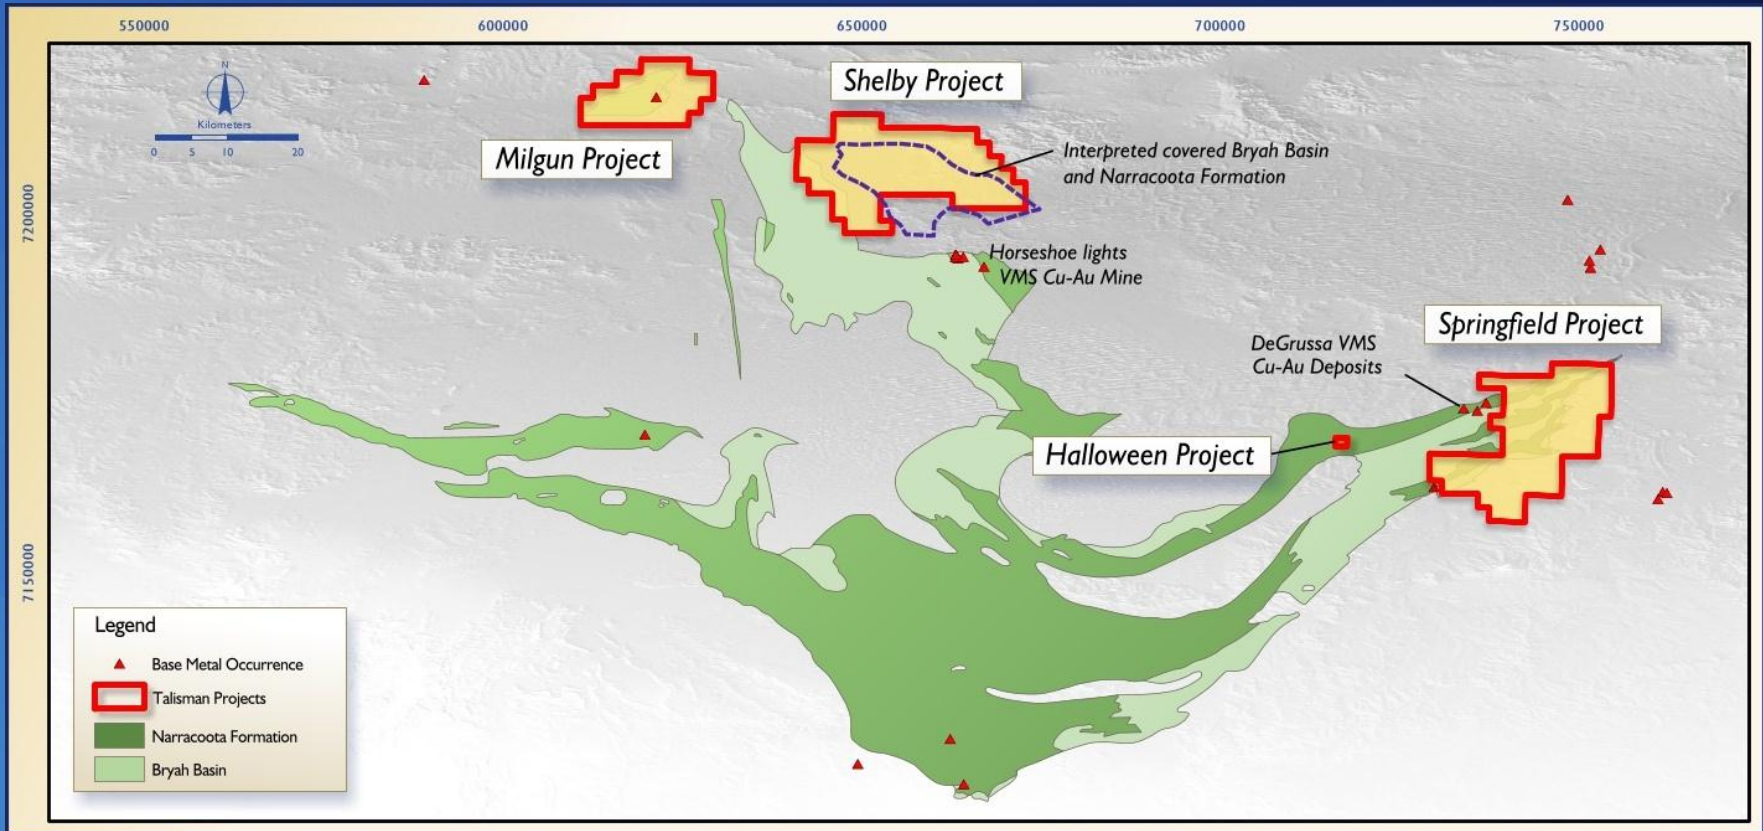 550000
600000
650000
700000
750000
N
Kilometers
0 5 10 20
Milgun Project
Shelby Project
Interpreted covered Bryah Basin
and Narracoota Formation
7200000
Horseshoe lights
VMS Cu-Au Mine
Springfield Project
DeGrussa VMS
Cu-Au Deposits
Halloween Project
7150000
Legend
Base Metal Occurrence
Talisman Projects
Narracoota Formation
Bryah Basin